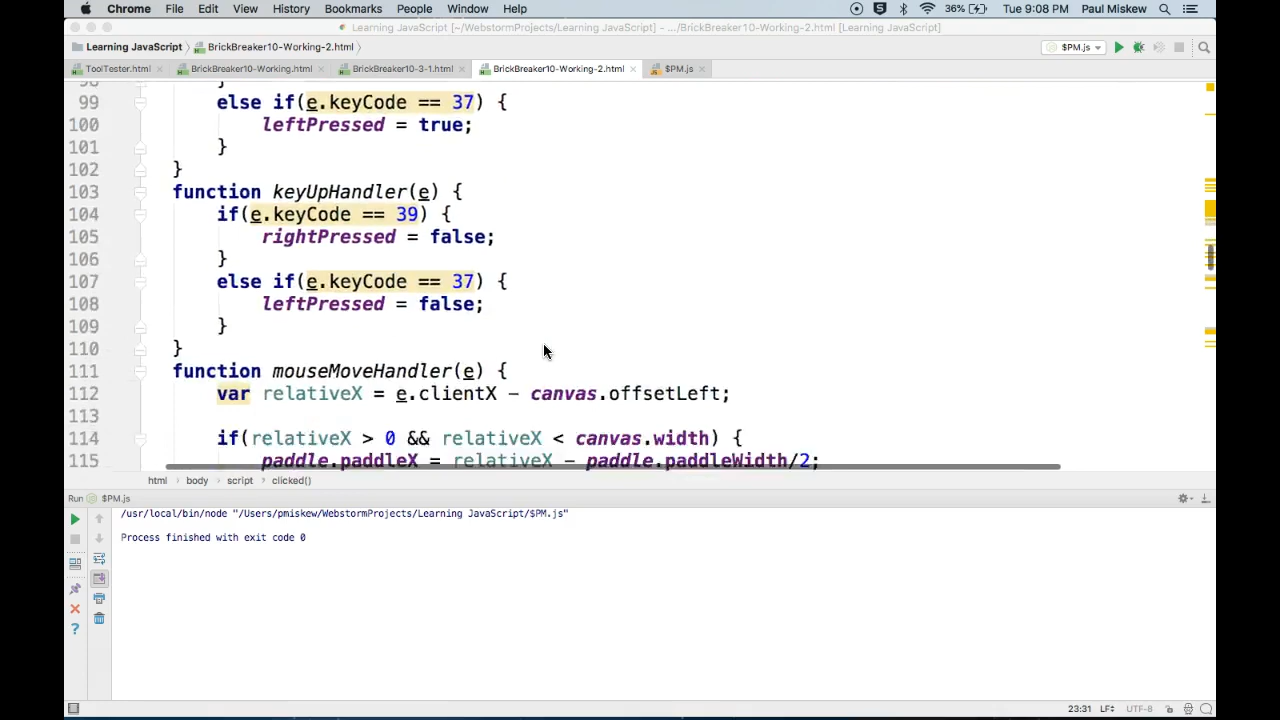 Chrome File Edit View History Bookmarks People Window Help 36% Tue 9:08 PM Paul Miskew
Learning JavaScript [~/WebstormProjects/Learning JavaScript] - .../BrickBreaker10-Working-2.html [Learning JavaScript]
Learning JavaScript BrickBreaker10-Working-2.html $PM.js
ToolTester.html BrickBreaker10-Working.html BrickBreaker10-3-1.html BrickBreaker10-Working-2.html $PM.js
98 }
99 else if(e.keyCode == 37) {
100 leftPressed = true;
101 }
102 }
103 function keyUpHandler(e) {
104 if(e.keyCode == 39) {
105 rightPressed = false;
106 }
107 else if(e.keyCode == 37) {
108 leftPressed = false;
109 }
110 }
111 function mouseMoveHandler(e) {
112 var relativeX = e.clientX - canvas.offsetLeft;
113
114 if(relativeX > 0 && relativeX < canvas.width) {
115 paddle.paddleX = relativeX - paddle.paddleWidth/2;
html body script clicked()
Run $PM.js
/usr/local/bin/node "/Users/pmiskew/WebstormProjects/Learning JavaScript/$PM.js"
Process finished with exit code 0
23:31 LF÷ UTF-8